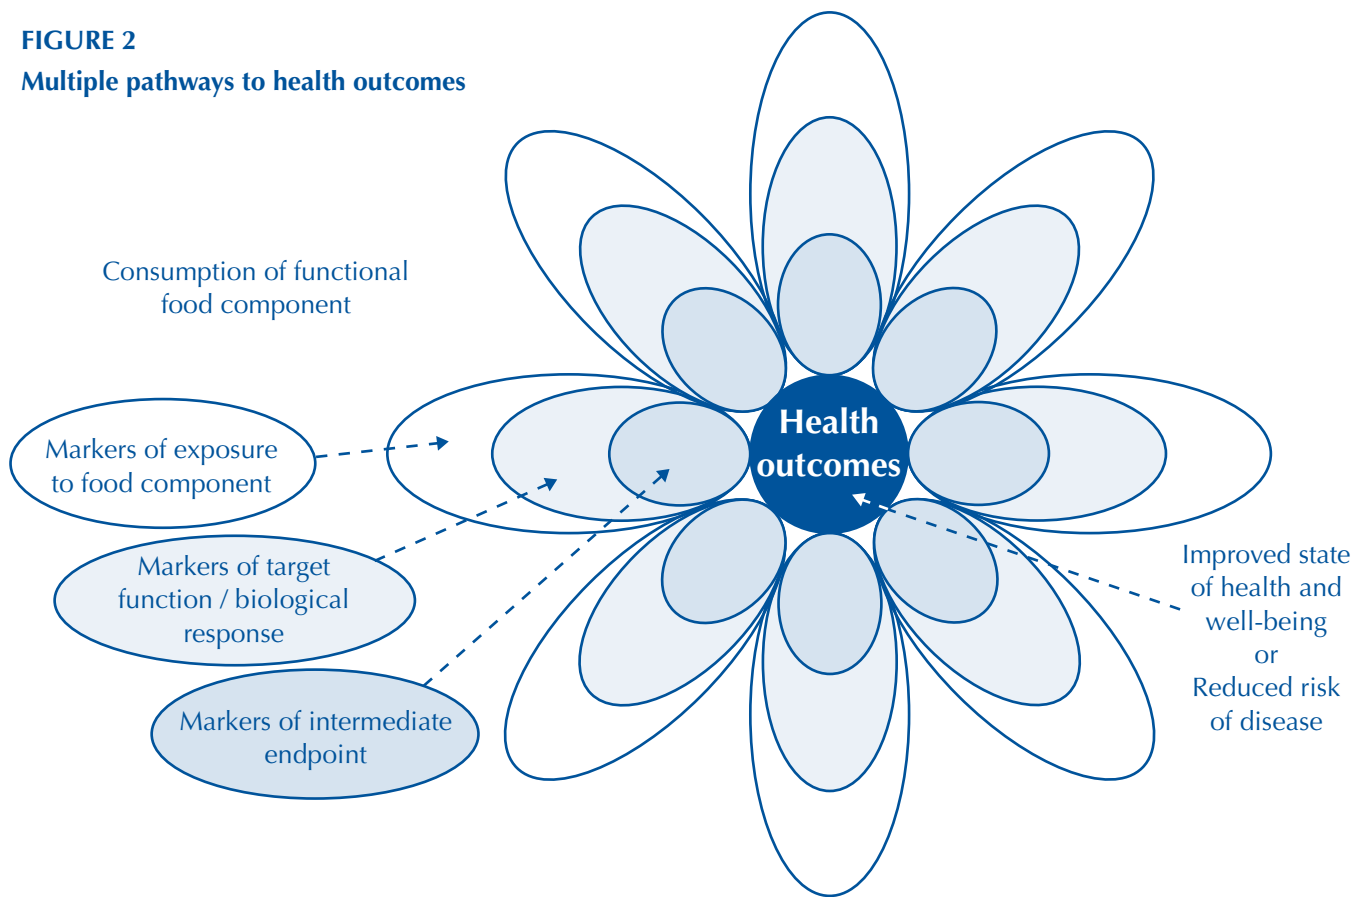 FIGURE 2
Multiple pathways to health outcomes
Consumption of functional
food component
Markers of exposure
to food component
Markers of target
function / biological
response
Markers of intermediate
endpoint
Health
outcomes
Improved state
of health and
well-being
or
Reduced risk
of disease